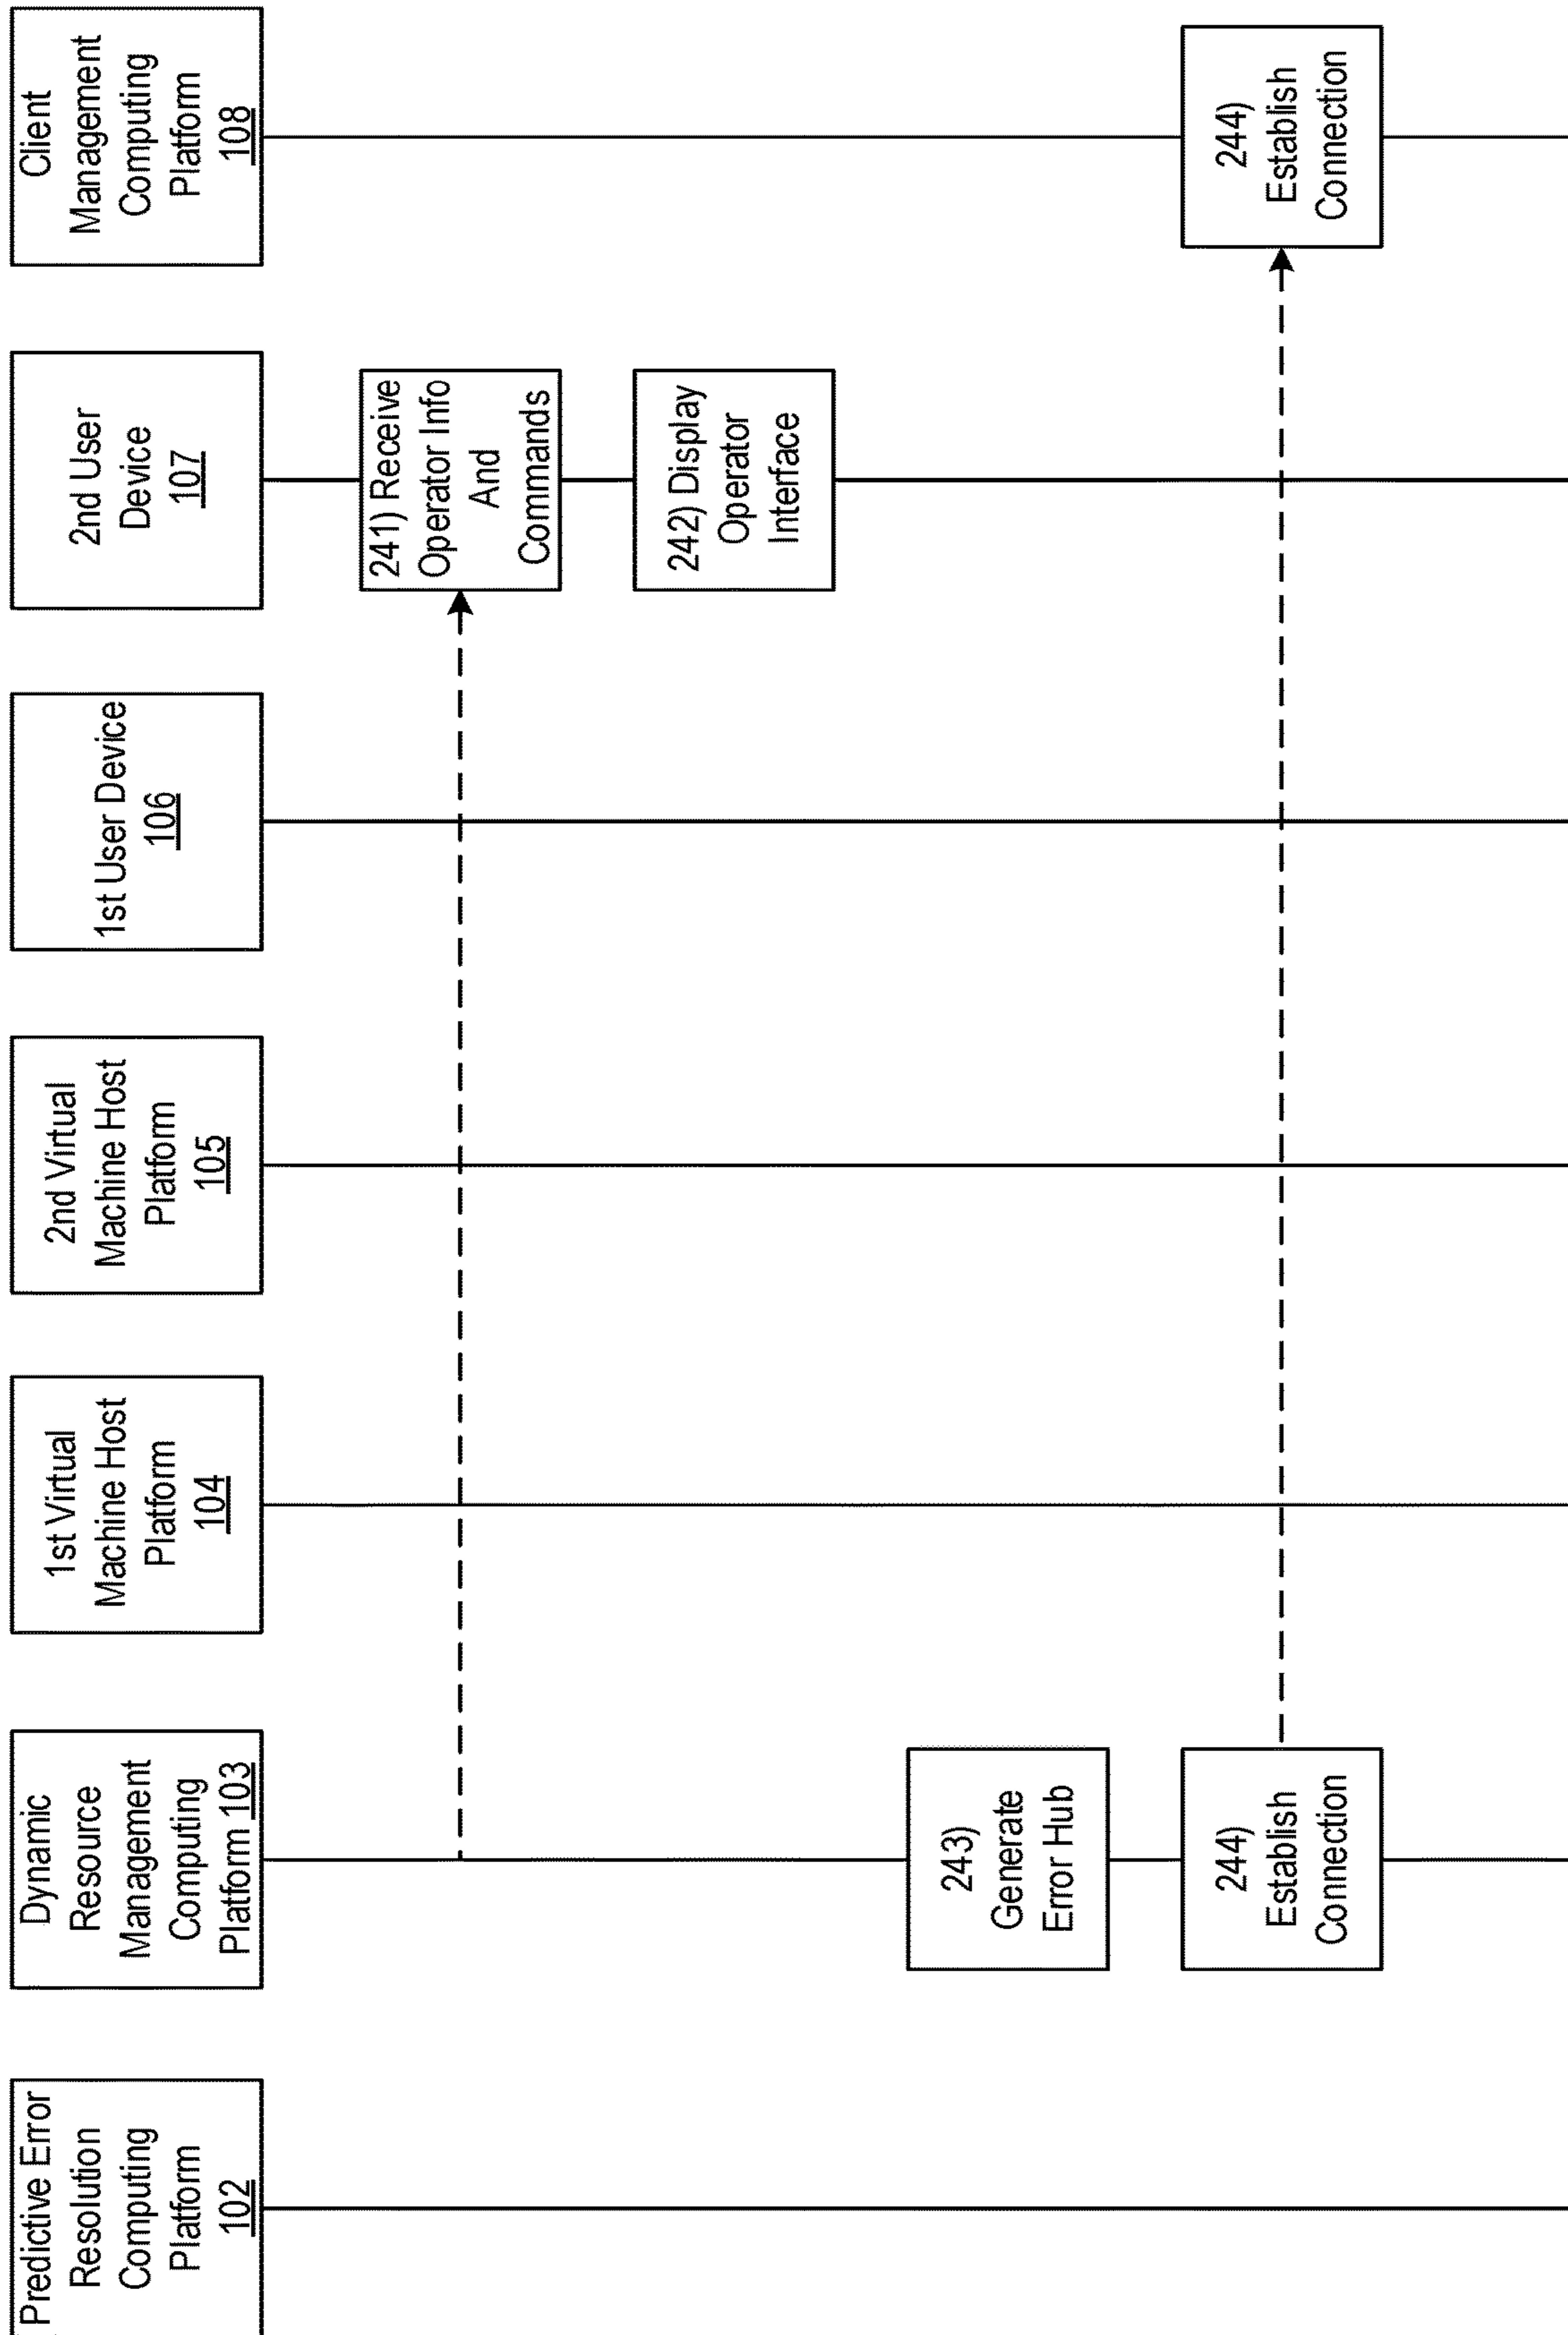 Predictive Error
Resolution
Computing
Platform
102
Dynamic
Resource
Management
Computing
Platform 103
1st Virtual
Machine Host
Platform
104
2nd Virtual
Machine Host
Platform
105
1st User Device
106
2nd User
Device
107
Client
Management
Computing
Platform
108
241) Receive
Operator Info
And
Commands
242) Display
Operator
Interface
243)
Generate
Error Hub
244)
Establish
Connection
244)
Establish
Connection